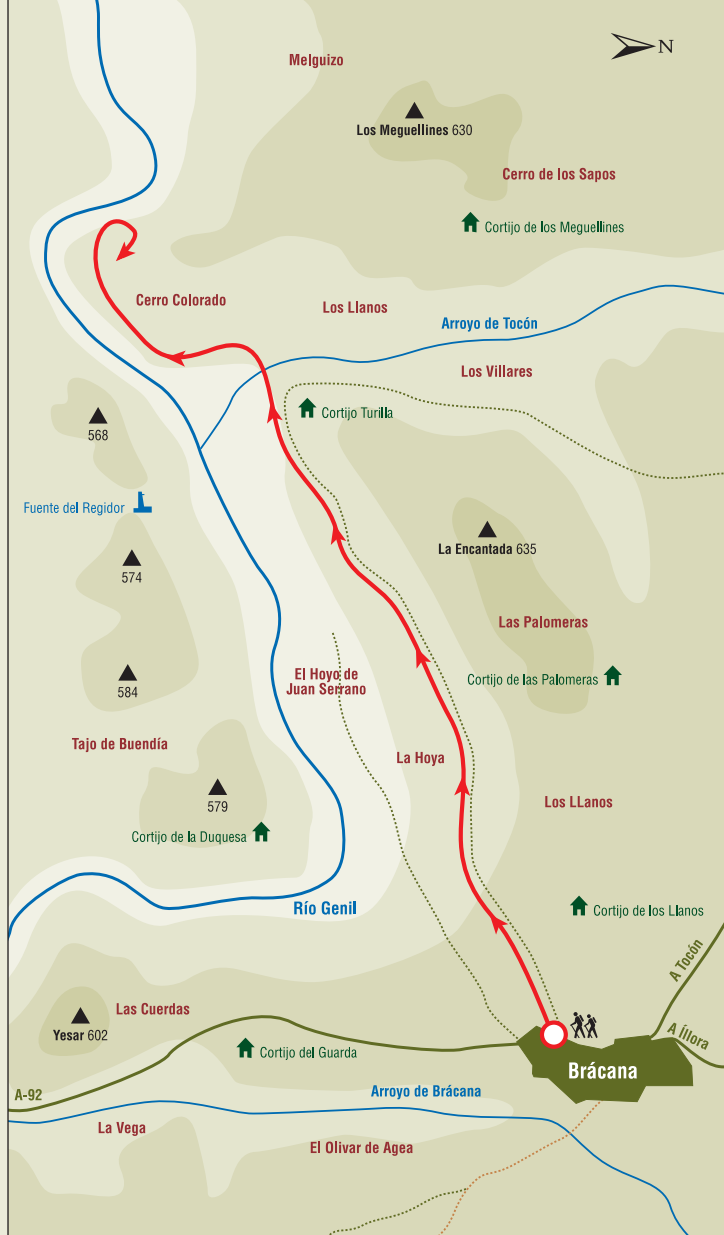 N
Melguizo
Los Meguellines 630
Cerro de los Sapos
Cortijo de los Meguellines
Cerro Colorado
Los Llanos
Arroyo de Tocón
Los Villares
Cortijo Turilla
568
Fuente del Regidor
La Encantada 635
574
Las Palomeras
El Hoyo de
Juan Serrano
Cortijo de las Palomeras
584
Tajo de Buendía
La Hoya
579
Los LLanos
Cortijo de la Duquesa
Río Genil
Cortijo de los Llanos
A Tocón
Las Cuerdas
Yesar 602
A Íllora
Cortijo del Guarda
Brácana
A-92
Arroyo de Brácana
La Vega
El Olivar de Agea